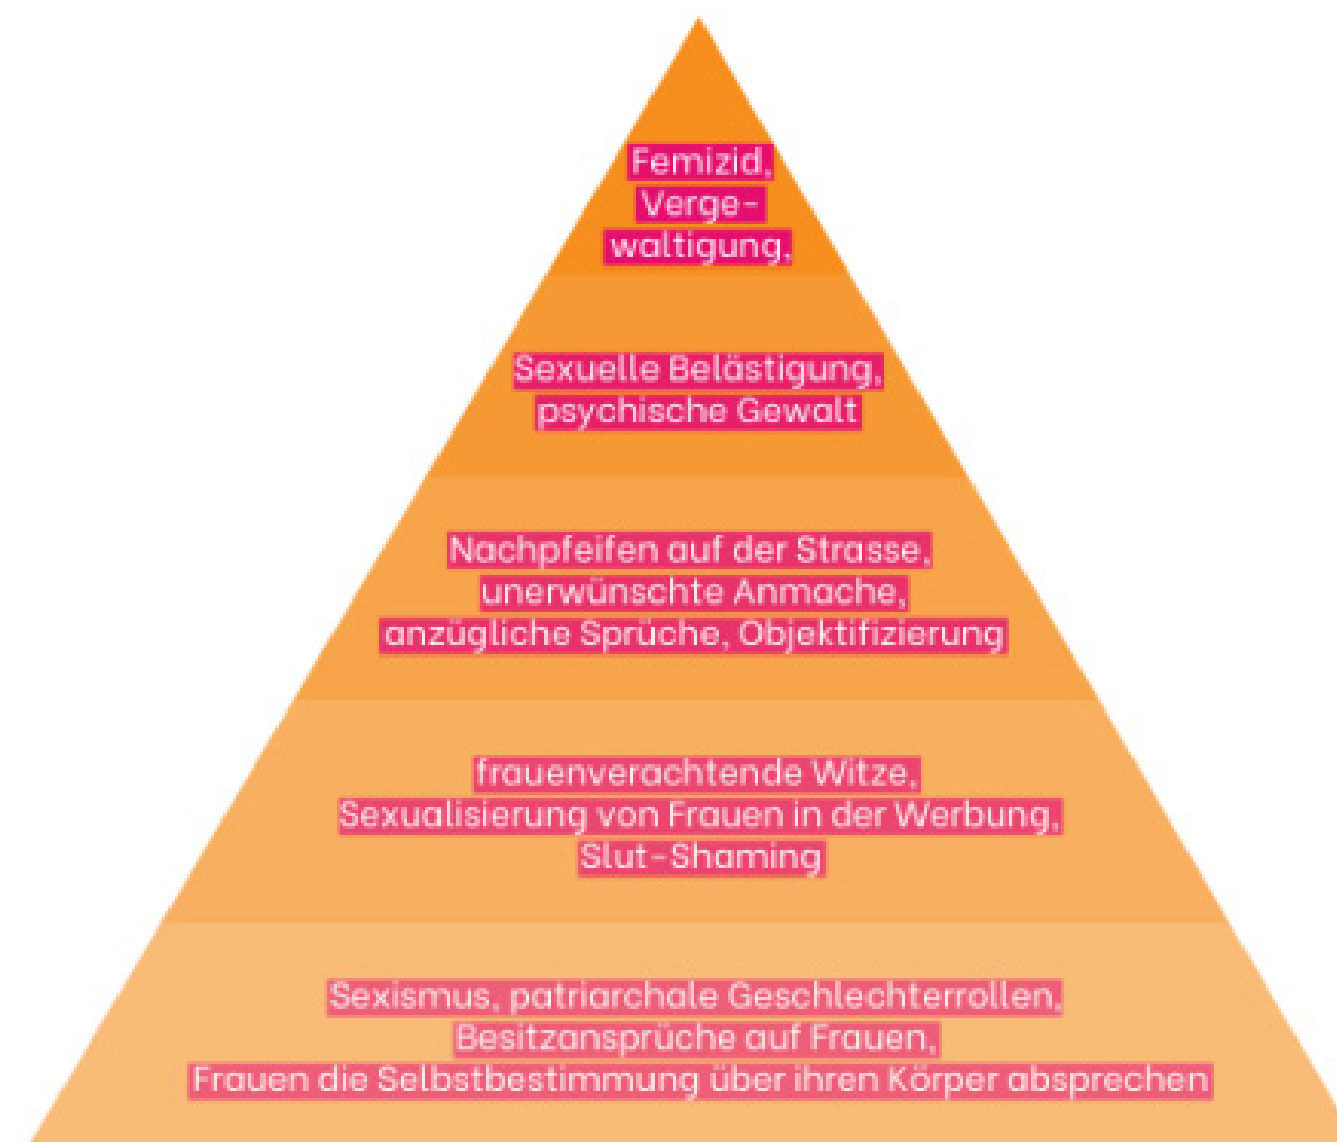 Femizid,
Verge-
waltigung,
Sexuelle Belästigung,
psychische Gewalt
Nachpfeifen auf der Strasse,
unerwünschte Anmache,
anzügliche Sprüche, Objektifizierung
frauenverachtende Witze,
Sexualisierung von Frauen in der Werbung,
Slut-Shaming
Sexismus, patriarchale Geschlechterrollen,
Besitzansprüche auf Frauen,
Frauen die Selbstbestimmung über ihren Körper absprechen